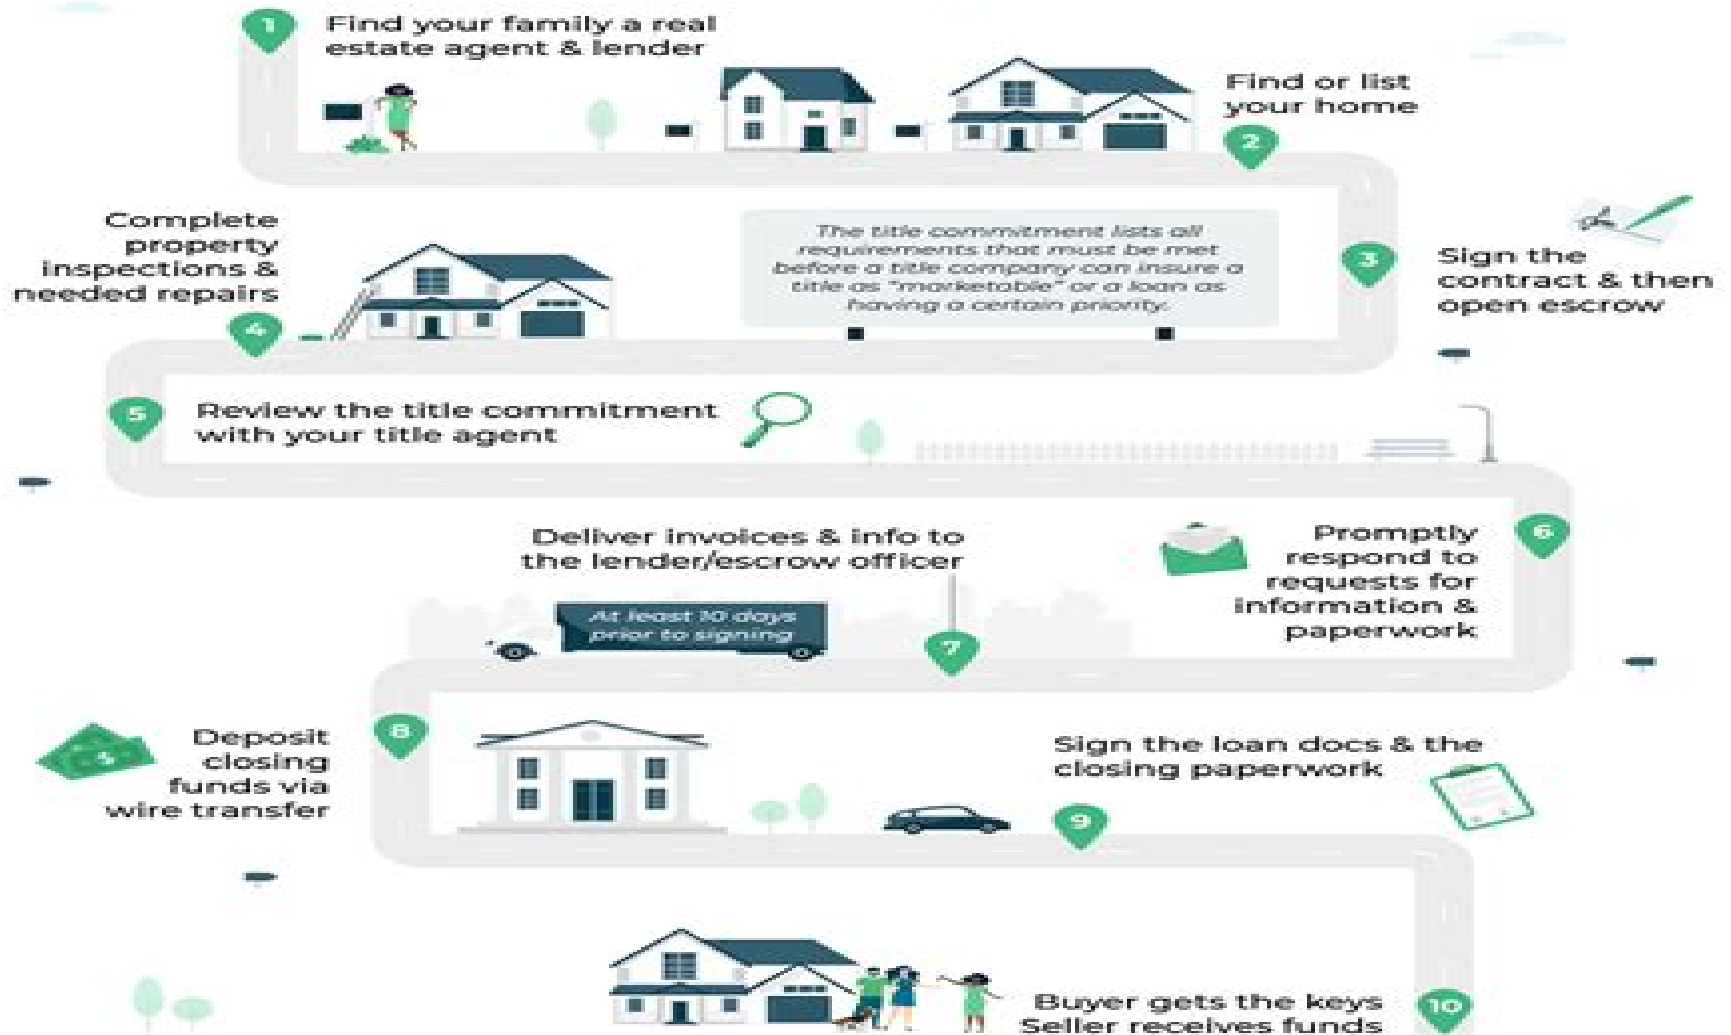 1
Find your family a real
estate agent & lender
Find or list
your home
2
3
Sign the
contract & then
open escrow
The title commitment lists all
requirements that must be met
before a title company can insure a
title as "marketable" or a loan as
having a certain priority.
Complete
property
inspections &
needed repairs
4
5
Review the title commitment
with your title agent
6
Promptly
respond to
requests for
information &
paperwork
Deliver invoices & info to
the lender/escrow officer
7
At least 10 days
prior to signing
8
Deposit
closing
funds via
wire transfer
$
Sign the loan docs & the
closing paperwork
9
Buyer gets the keys
Seller receives funds
10